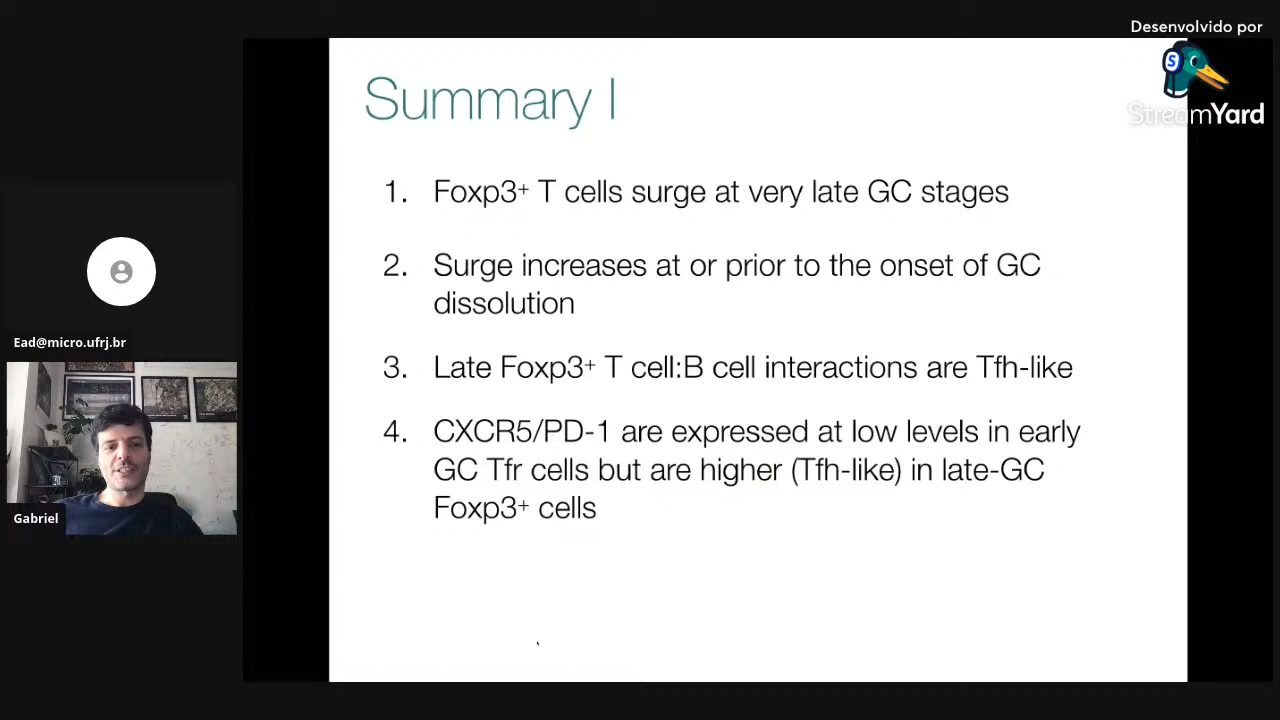 Desenvolvido por
StreamYard
Summary I
1. Foxp3⁺ T cells surge at very late GC stages
2. Surge increases at or prior to the onset of GC
dissolution
3. Late Foxp3⁺ T cell:B cell interactions are Tfh-like
4. CXCR5/PD-1 are expressed at low levels in early
GC Tfr cells but are higher (Tfh-like) in late-GC
Foxp3⁺ cells
Ead@micro.ufrj.br
Gabriel